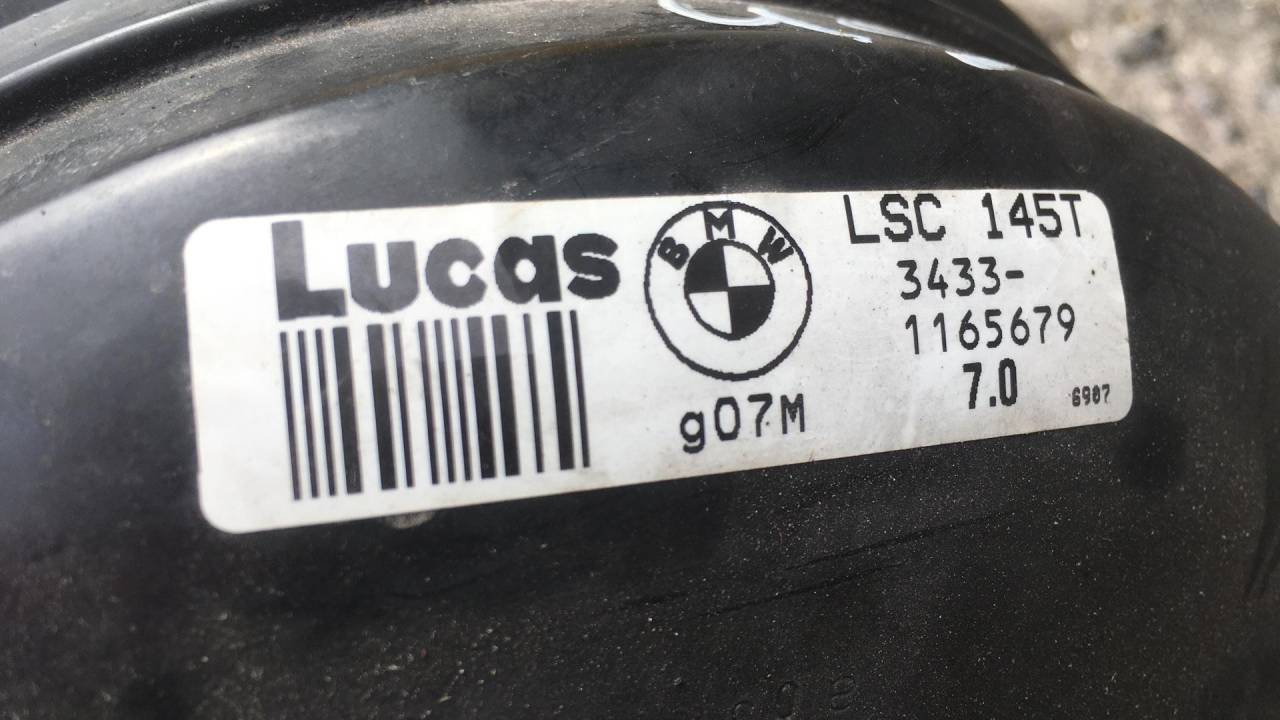 Lucas
BMW
g07M
LSC 145T
3433-
1165679
7.0
6907